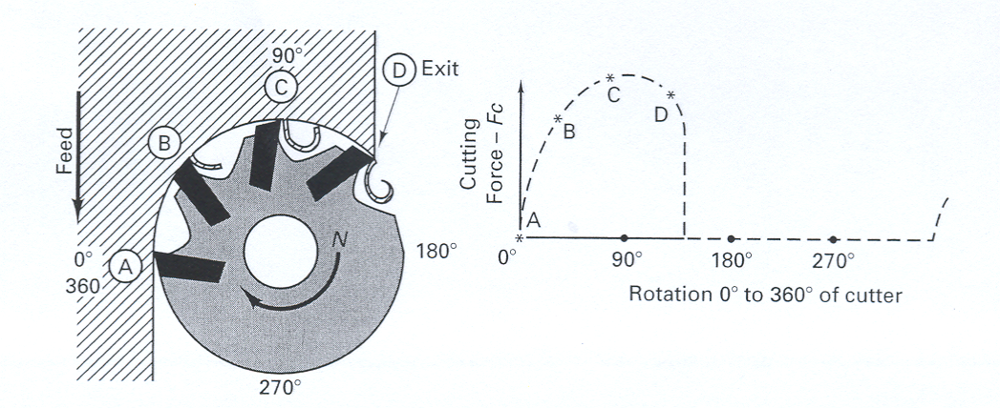 90°
C
D Exit
B
Feed
0°
A
360
N
180°
270°
Cutting
Force – Fc
A
B
C
D
0° 90° 180° 270°
Rotation 0° to 360° of cutter